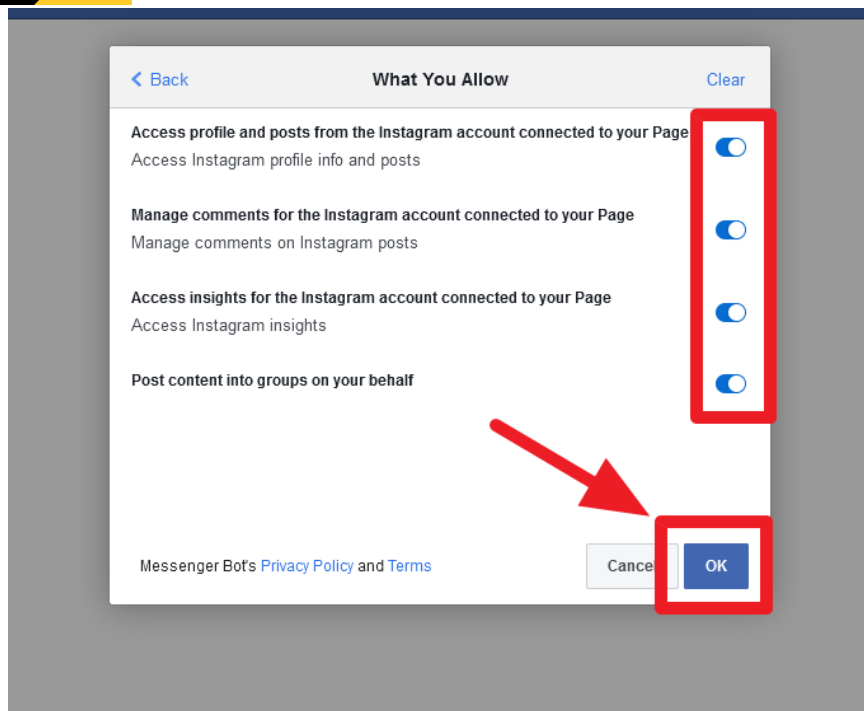 Back
What You Allow
Clear
Access profile and posts from the Instagram account connected to your Page
Access Instagram profile info and posts
Manage comments for the Instagram account connected to your Page
Manage comments on Instagram posts
Access insights for the Instagram account connected to your Page
Access Instagram insights
Post content into groups on your behalf
Messenger Bot's Privacy Policy and Terms
Cancel
OK